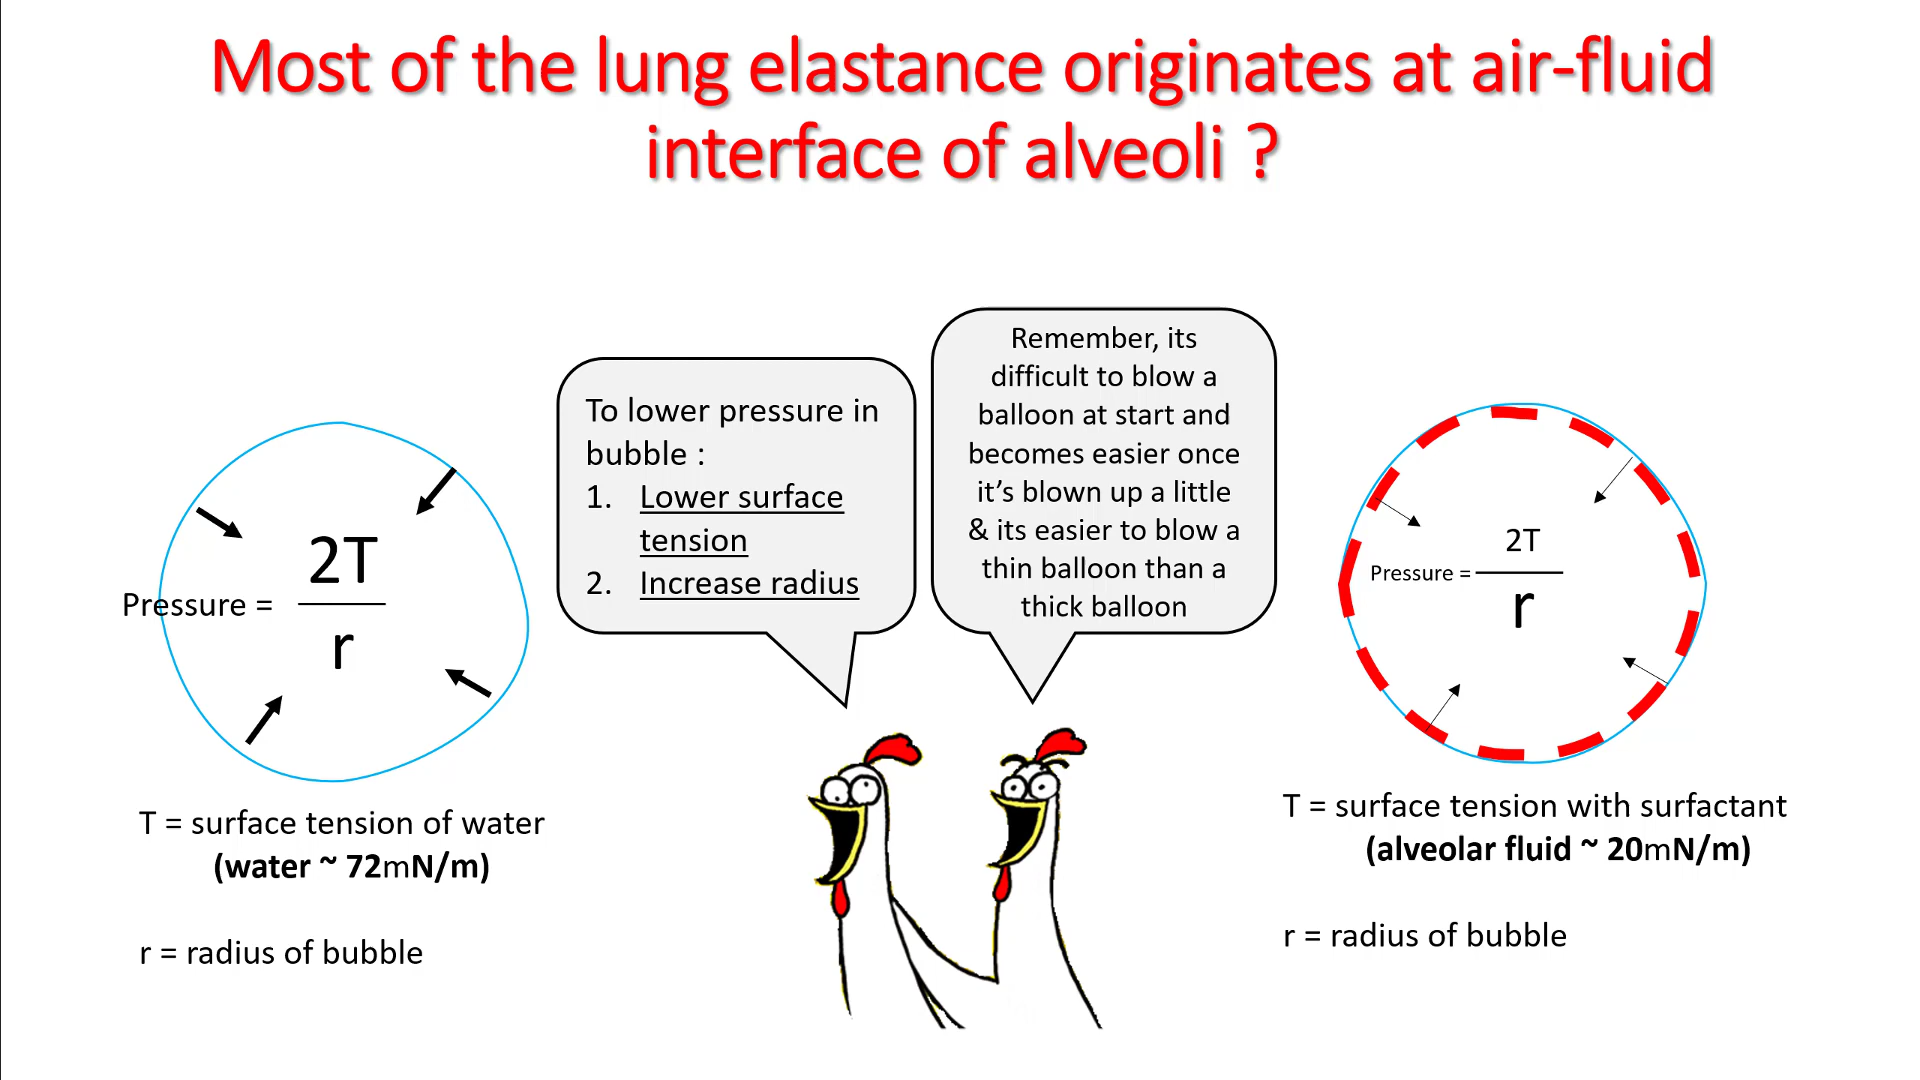 Most of the lung elastance originates at air-fluid
interface of alveoli ?
Pressure =
2T
r
T = surface tension of water
(water ~ 72mN/m)
r = radius of bubble
To lower pressure in
bubble :
1. Lower surface
tension
2. Increase radius
Remember, its
difficult to blow a
balloon at start and
becomes easier once
it’s blown up a little
& its easier to blow a
thin balloon than a
thick balloon
Pressure =
2T
r
T = surface tension with surfactant
(alveolar fluid ~ 20mN/m)
r = radius of bubble